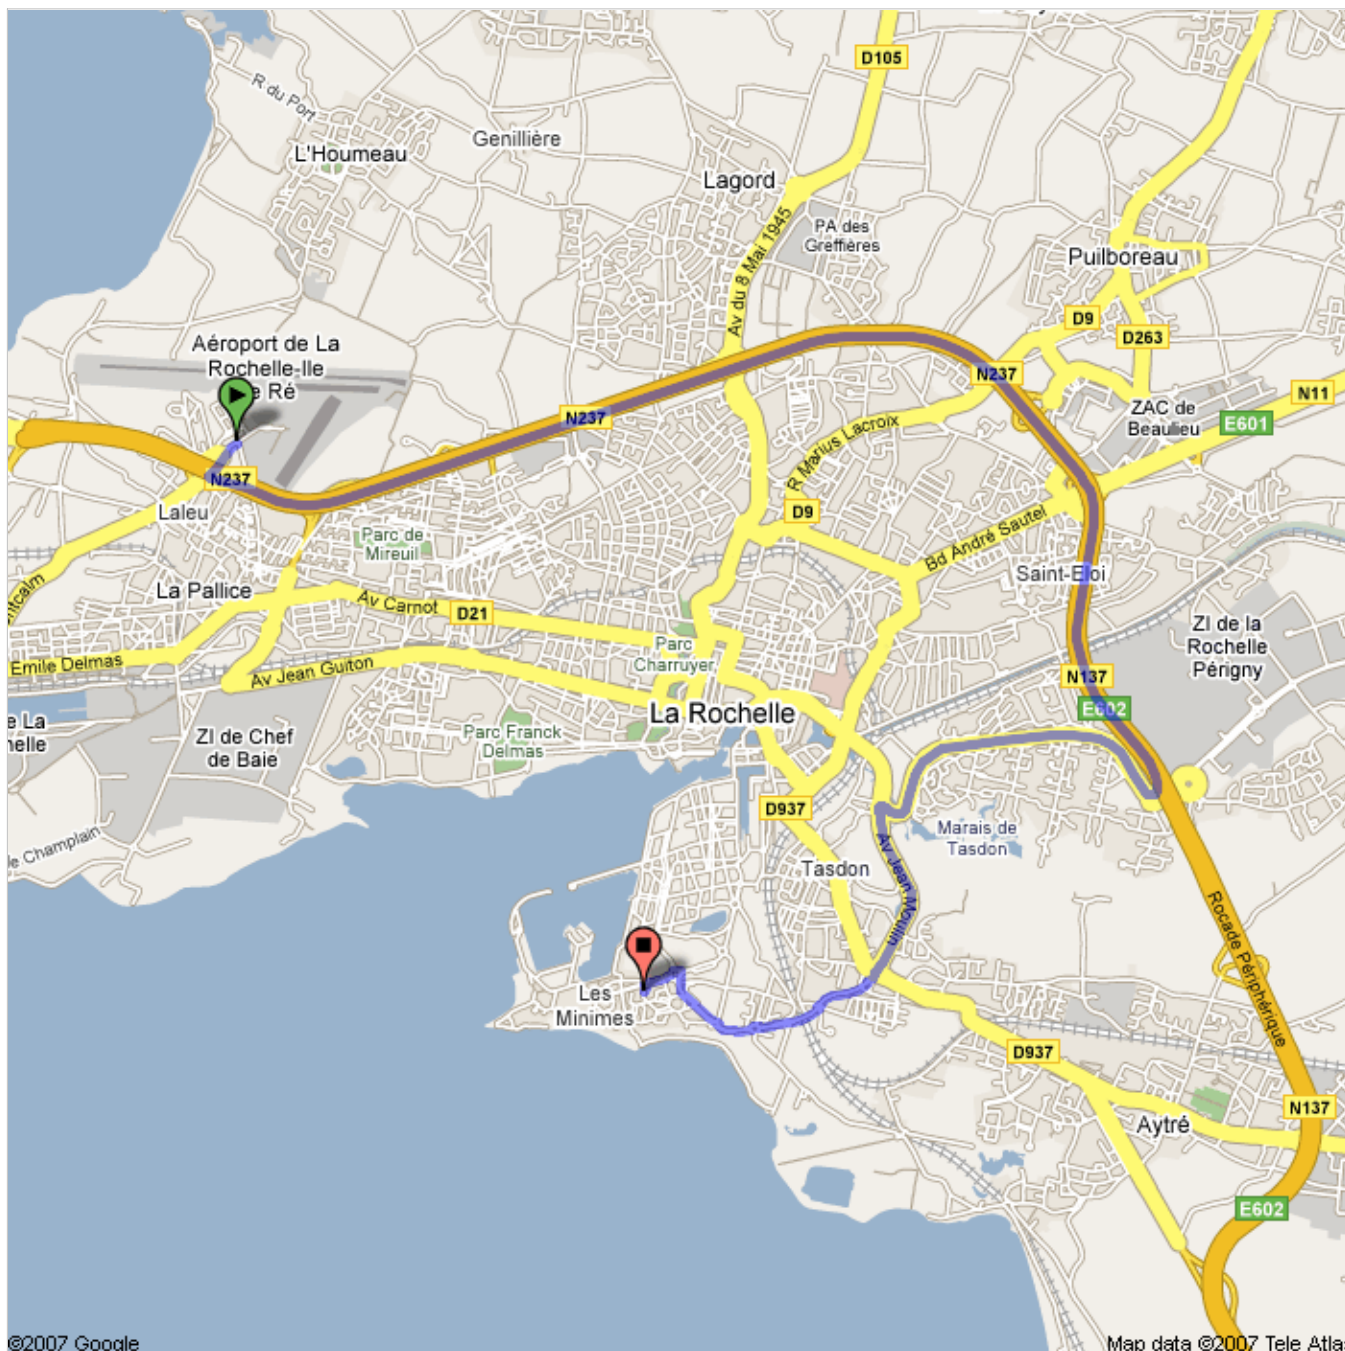 D105
R du Port
Genillière
L'Houmeau
Lagord
Av du 8 Mai 1945
PA des
Greffières
Puilboreau
D9
D263
Aéroport de La
Rochelle-Ile
Ré
N237
N11
N237
ZAC de
Beaulieu
E601
R Marius Lacroix
N237
Laleu
D9
Parc de
Mireuil
Bd André Sautel
Saint-Eloi
La Pallice
Av Carnot
D21
ZI de la
Rochelle
Périgny
Parc
Charruyer
Emile Delmas
Av Jean Guiton
N137
E602
La Rochelle
ZI de Chef
de Baie
Parc Franck
Delmas
D937
Marais de
Tasdon
Champlain
Tasdon
Av Jean Moulin
Rocade Périphérique
Les
Minimes
D937
N137
Aytré
E602
©2007 Google
Map data ©2007 Tele